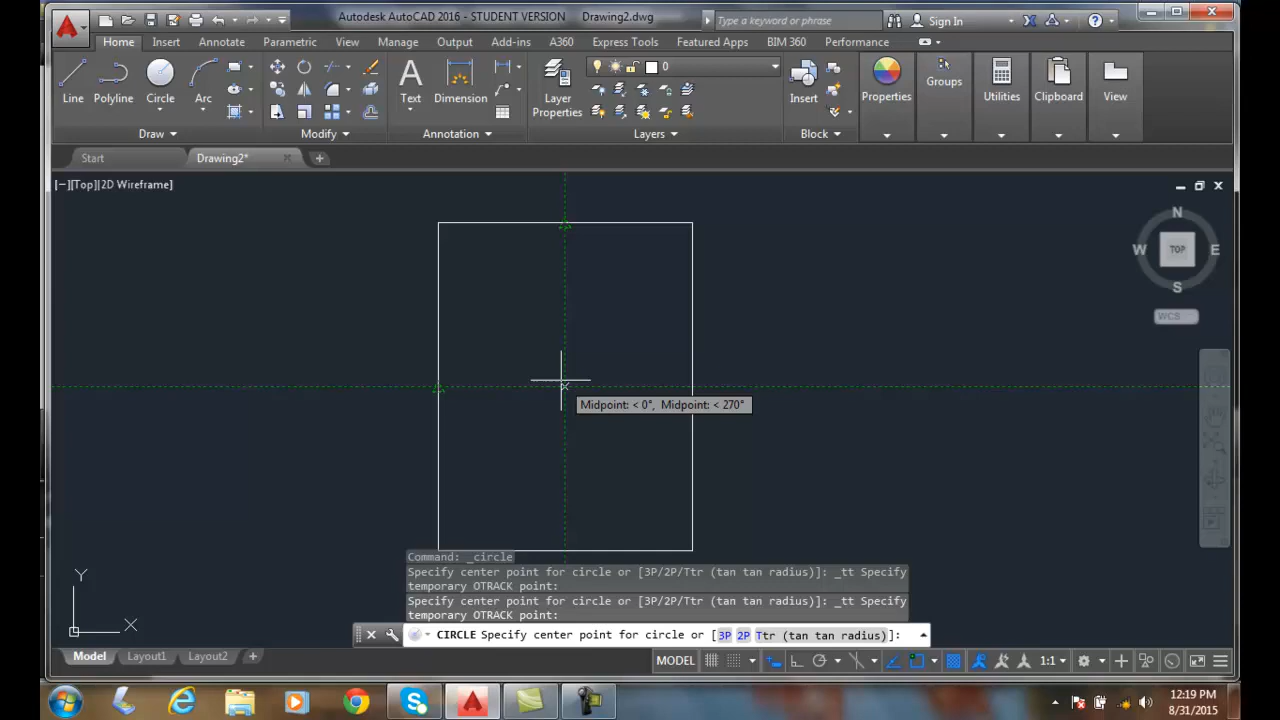 Autodesk AutoCAD 2016 - STUDENT VERSION Drawing2.dwg
Type a keyword or phrase
Sign In
Home Insert Annotate Parametric View Manage Output Add-ins A360 Express Tools Featured Apps BIM 360 Performance
Line Polyline Circle Arc
Text Dimension
Layer
Properties
0
Insert
Properties
Groups
Utilities
Clipboard
View
Draw Modify Annotation Layers Block
Start Drawing2*
[−][Top][2D Wireframe]
N
W TOP E
S
WCS
Midpoint: < 0°, Midpoint: < 270°
Command: _circle
Specify center point for circle or [3P/2P/Ttr (tan tan radius)]: _tt Specify
temporary OTRACK point:
Specify center point for circle or [3P/2P/Ttr (tan tan radius)]: _tt Specify
temporary OTRACK point:
CIRCLE Specify center point for circle or [3P 2P Ttr (tan tan radius)]:
Y
X
Model Layout1 Layout2
MODEL
1:1
12:19 PM
8/31/2015